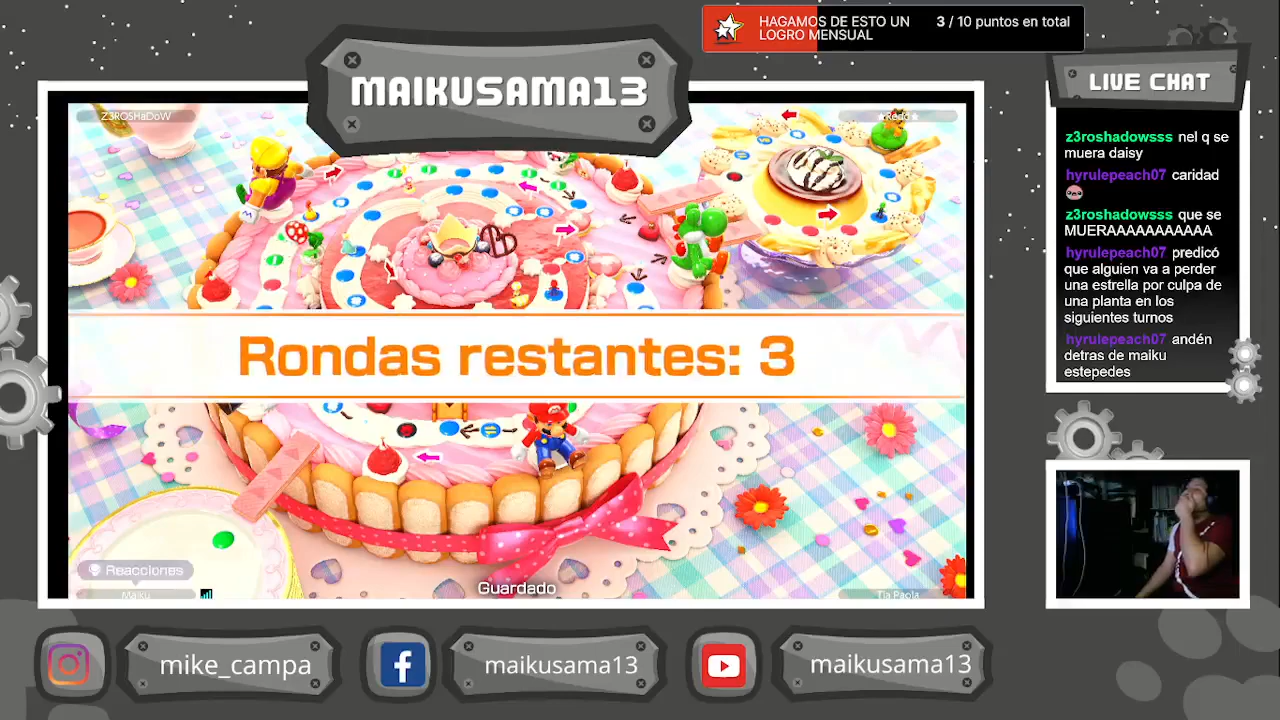 HAGAMOS DE ESTO UN
LOGRO MENSUAL
3 / 10 puntos en total
MAIKUSAMA13
LIVE CHAT
Z3ROSHaDoW
★Redd★
z3roshadowsss nel q se
muera daisy
hyrulepeach07 caridad
z3roshadowsss que se
MUERAAAAAAAAAAA
hyrulepeach07 predicó
que alguien va a perder
una estrella por culpa de
una planta en los
siguientes turnos
hyrulepeach07 andén
detras de maiku
estepedes
Rondas restantes: 3
Reacciones
Maiku
Guardado
Tia Paola
mike_campa
maikusama13
maikusama13